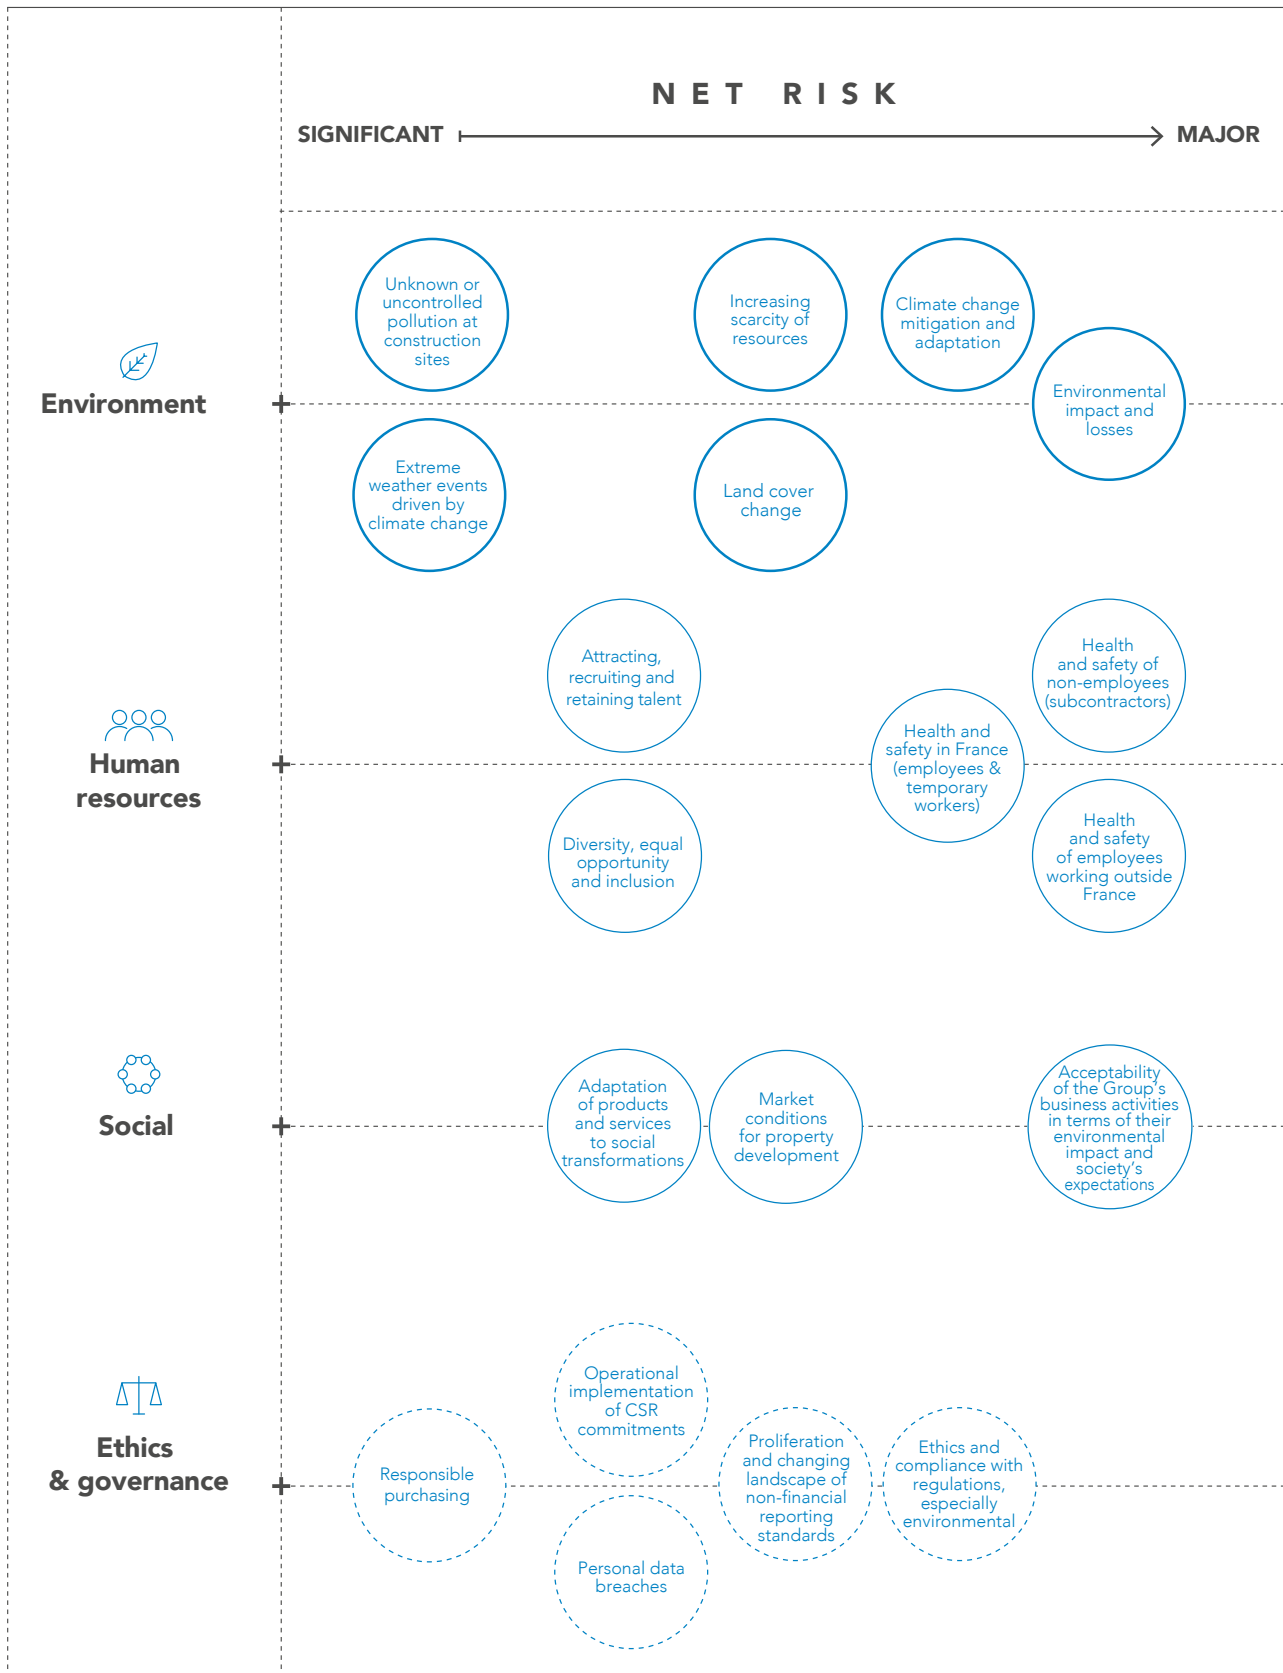 NET RISK
SIGNIFICANT
MAJOR
Environment
Unknown or
uncontrolled
pollution at
construction
sites
Increasing
scarcity of
resources
Climate change
mitigation and
adaptation
Environmental
impact and
losses
Extreme
weather events
driven by
climate change
Land cover
change
Human
resources
Attracting,
recruiting and
retaining talent
Health
and safety of
non-employees
(subcontractors)
Health and
safety in France
(employees &
temporary
workers)
Diversity, equal
opportunity
and inclusion
Health
and safety
of employees
working outside
France
Social
Adaptation
of products
and services
to social
transformations
Market
conditions
for property
development
Acceptability
of the Group's
business activities
in terms of their
environmental
impact and
society's
expectations
Ethics
& governance
Responsible
purchasing
Operational
implementation
of CSR
commitments
Personal data
breaches
Proliferation
and changing
landscape of
non-financial
reporting
standards
Ethics and
compliance with
regulations,
especially
environmental